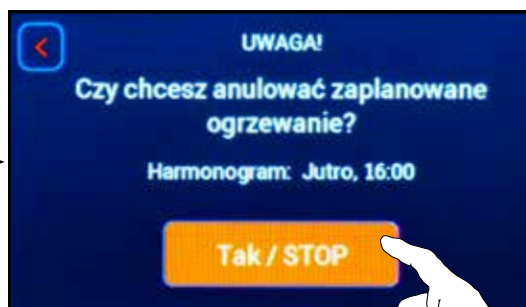 UWAGA!
Czy chcesz anulować zaplanowane
ogrzewanie?
Harmonogram: Jutro, 16:00
Tak / STOP